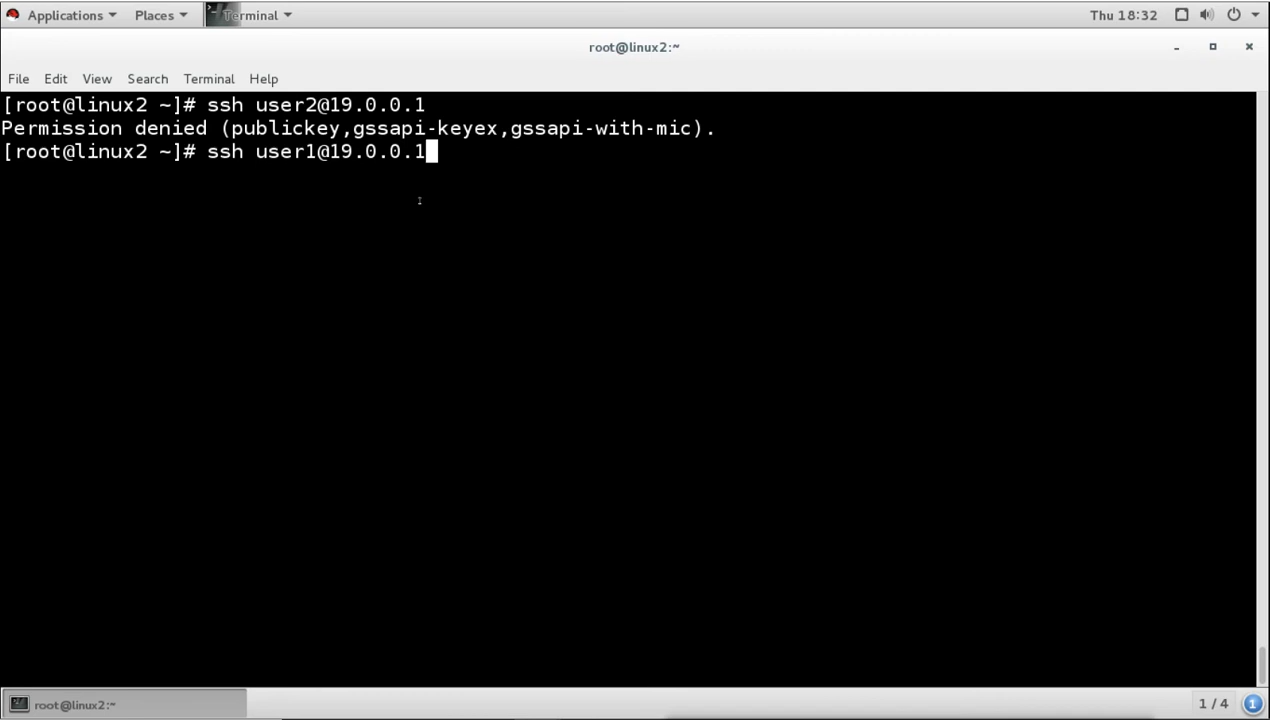 Applications Places Terminal Thu 18:32
root@linux2:~
File Edit View Search Terminal Help
[root@linux2 ~]# ssh user2@19.0.0.1
Permission denied (publickey,gssapi-keyex,gssapi-with-mic).
[root@linux2 ~]# ssh user1@19.0.0.1
root@linux2:~ 1 / 4 1